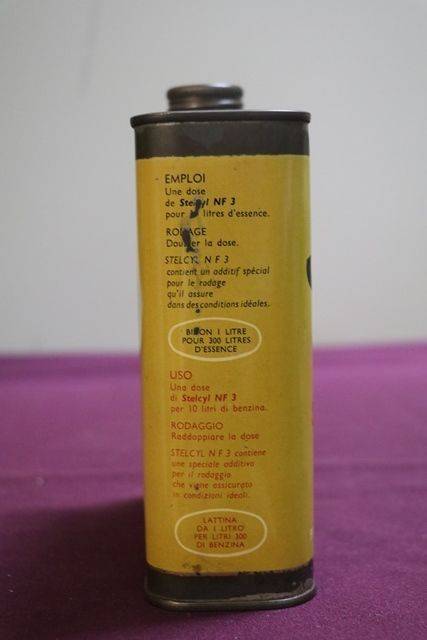 EMPLOI
Une dose
de Stelcyl NF 3
pour litres d'essence.
RODAGE
Doubler la dose.
STELCYL NF 3
contient un additif spécial
pour le rodage
qu'il assure
dans des conditions idéales.
BIDON 1 LITRE
POUR 300 LITRES
D'ESSENCE
USO
Una dose
di Stelcyl NF 3
per 10 litri di benzina.
RODAGGIO
Raddoppiare la dose
STELCYL NF 3 contiene
una speciale additivo
per il rodaggio
che viene assicurato
in condizioni ideali.
LATTINA
DA 1 LITRO
PER LITRI 300
DI BENZINA